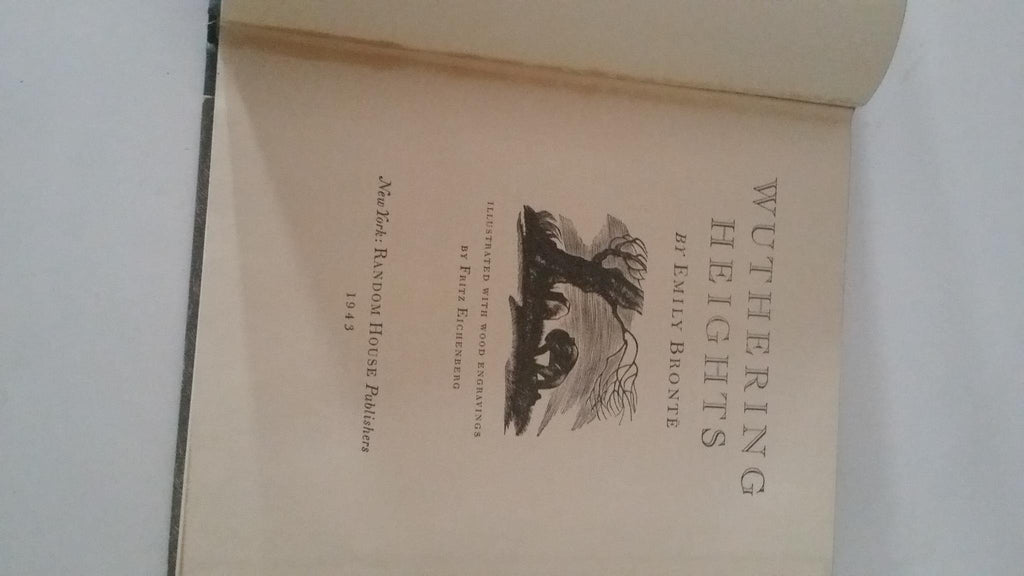 WUTHERING
HEIGHTS
BY EMILY BRONTË
ILLUSTRATED WITH WOOD ENGRAVINGS
BY FRITZ EICHENBERG
New York: RANDOM HOUSE Publishers
1943